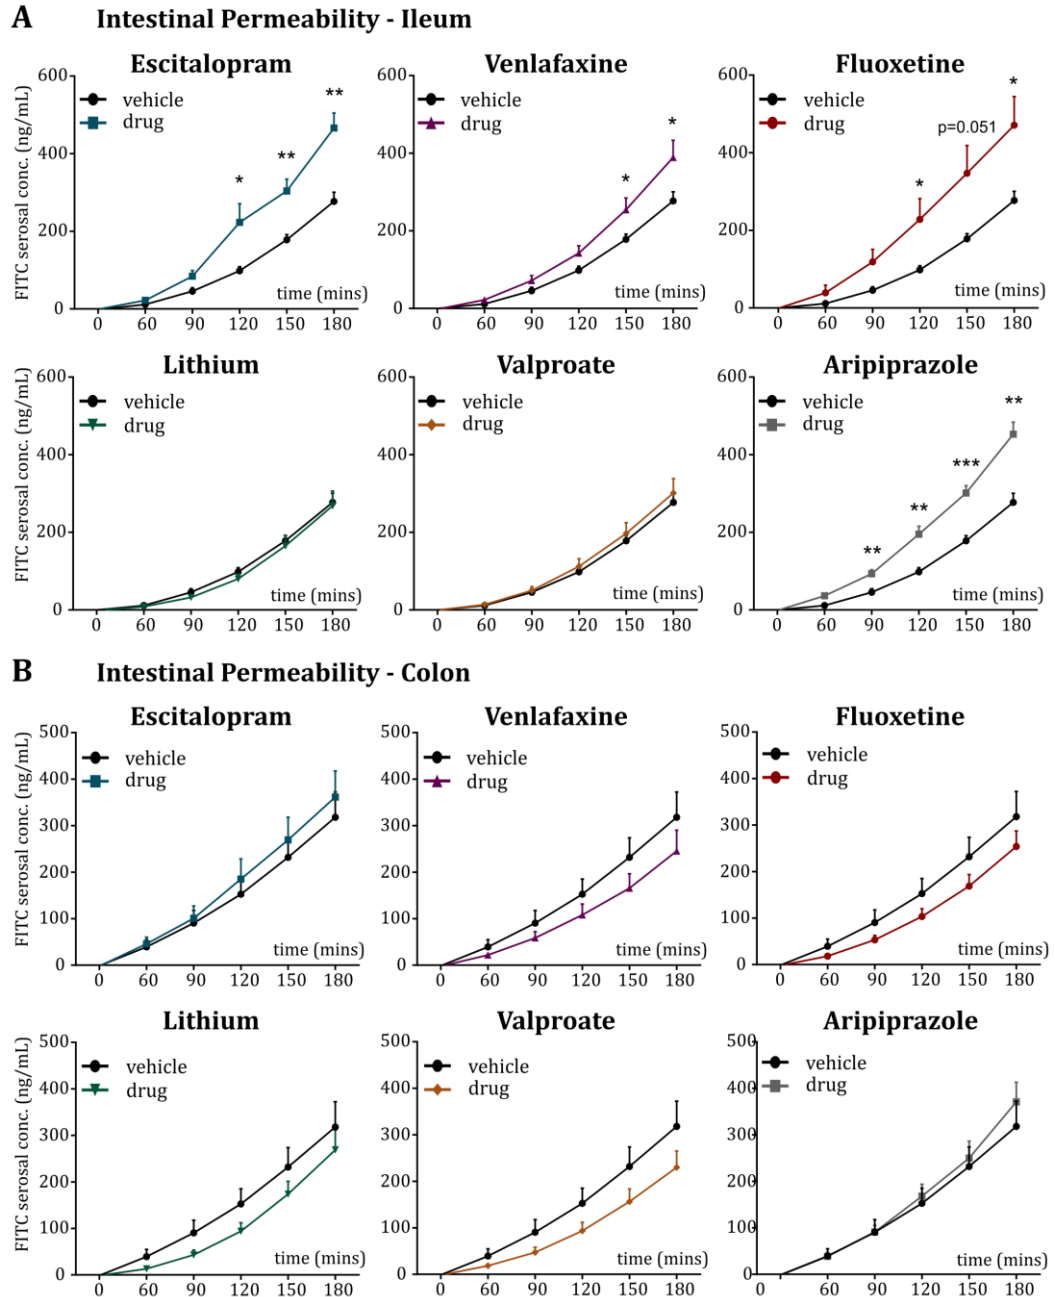 A Intestinal Permeability - Ileum
Escitalopram Venlafaxine Fluoxetine
FITC serosal conc. (ng/mL)
600 600 600
vehicle vehicle vehicle
drug drug drug
** * *
400 400 400
* ** * * p=0.051
200 200 200
time (mins) time (mins) time (mins)
0 0 0
0 60 90 120 150 180 0 60 90 120 150 180 0 60 90 120 150 180
Lithium Valproate Aripiprazole
FITC serosal conc. (ng/mL)
600 600 600
vehicle vehicle vehicle
drug drug drug
400 400 400
** ** *** **
200 200 200
time (mins) time (mins) time (mins)
0 0 0
0 60 90 120 150 180 0 60 90 120 150 180 0 60 90 120 150 180
B Intestinal Permeability - Colon
Escitalopram Venlafaxine Fluoxetine
FITC serosal conc. (ng/mL)
500 500 500
vehicle vehicle vehicle
drug drug drug
400 400 400
300 300 300
200 200 200
100 100 100
time (mins) time (mins) time (mins)
0 0 0
0 60 90 120 150 180 0 60 90 120 150 180 0 60 90 120 150 180
Lithium Valproate Aripiprazole
FITC serosal conc. (ng/mL)
500 500 500
vehicle vehicle vehicle
drug drug drug
400 400 400
300 300 300
200 200 200
100 100 100
time (mins) time (mins) time (mins)
0 0 0
0 60 90 120 150 180 0 60 90 120 150 180 0 60 90 120 150 180